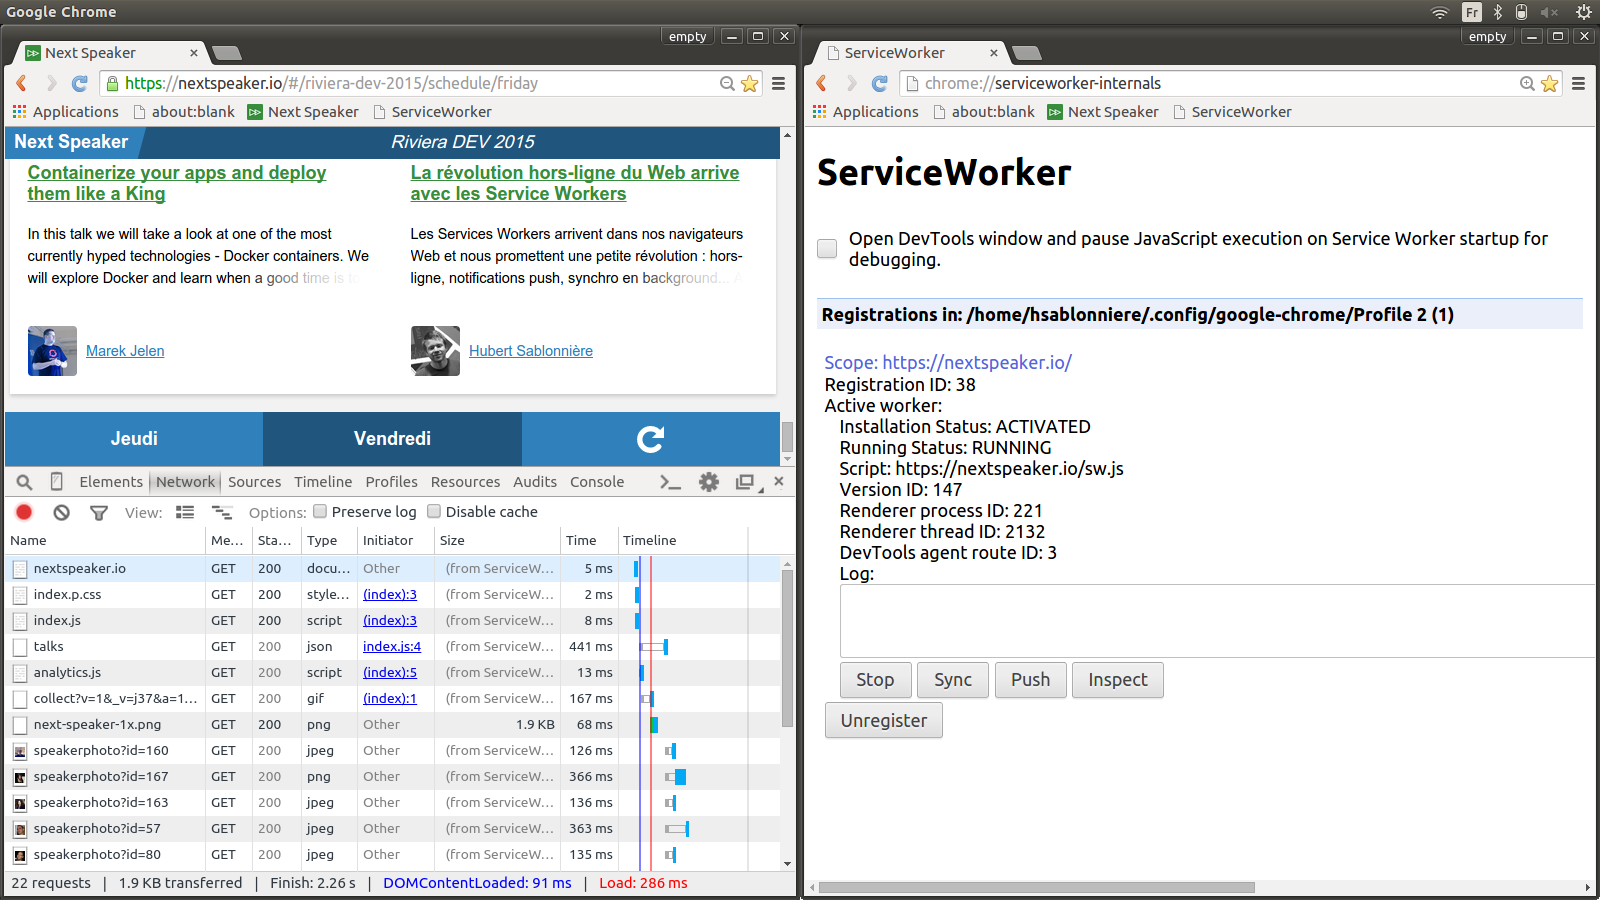 Google Chrome
Fr
empty
Next Speaker
https://nextspeaker.io/#/riviera-dev-2015/schedule/friday
Applications about:blank Next Speaker ServiceWorker
Next Speaker Riviera DEV 2015
Containerize your apps and deploy
them like a King
In this talk we will take a look at one of the most
currently hyped technologies - Docker containers. We
will explore Docker and learn when a good time is to
Marek Jelen
La révolution hors-ligne du Web arrive
avec les Service Workers
Les Services Workers arrivent dans nos navigateurs
Web et nous promettent une petite révolution : hors-
ligne, notifications push, synchro en background... A
Hubert Sablonnière
Jeudi Vendredi
Elements Network Sources Timeline Profiles Resources Audits Console
View: Options: Preserve log Disable cache
Name Me... Sta... Type Initiator Size Time Timeline
nextspeaker.io GET 200 docu... Other (from ServiceW... 5 ms
index.p.css GET 200 style... (index):3 (from ServiceW... 2 ms
index.js GET 200 script (index):3 (from ServiceW... 8 ms
talks GET 200 json index.js:4 (from ServiceW... 441 ms
analytics.js GET 200 script (index):5 (from ServiceW... 13 ms
collect?v=1&_v=j37&a=1... GET 200 gif (index):1 (from ServiceW... 167 ms
next-speaker-1x.png GET 200 png Other 1.9 KB 68 ms
speakerphoto?id=160 GET 200 jpeg Other (from ServiceW... 126 ms
speakerphoto?id=167 GET 200 png Other (from ServiceW... 366 ms
speakerphoto?id=163 GET 200 jpeg Other (from ServiceW... 136 ms
speakerphoto?id=57 GET 200 jpeg Other (from ServiceW... 363 ms
speakerphoto?id=80 GET 200 jpeg Other (from ServiceW... 135 ms
22 requests | 1.9 KB transferred | Finish: 2.26 s | DOMContentLoaded: 91 ms | Load: 286 ms
empty
ServiceWorker
chrome://serviceworker-internals
Applications about:blank Next Speaker ServiceWorker
ServiceWorker
Open DevTools window and pause JavaScript execution on Service Worker startup for
debugging.
Registrations in: /home/hsablonniere/.config/google-chrome/Profile 2 (1)
Scope: https://nextspeaker.io/
Registration ID: 38
Active worker:
Installation Status: ACTIVATED
Running Status: RUNNING
Script: https://nextspeaker.io/sw.js
Version ID: 147
Renderer process ID: 221
Renderer thread ID: 2132
DevTools agent route ID: 3
Log:
Stop Sync Push Inspect
Unregister